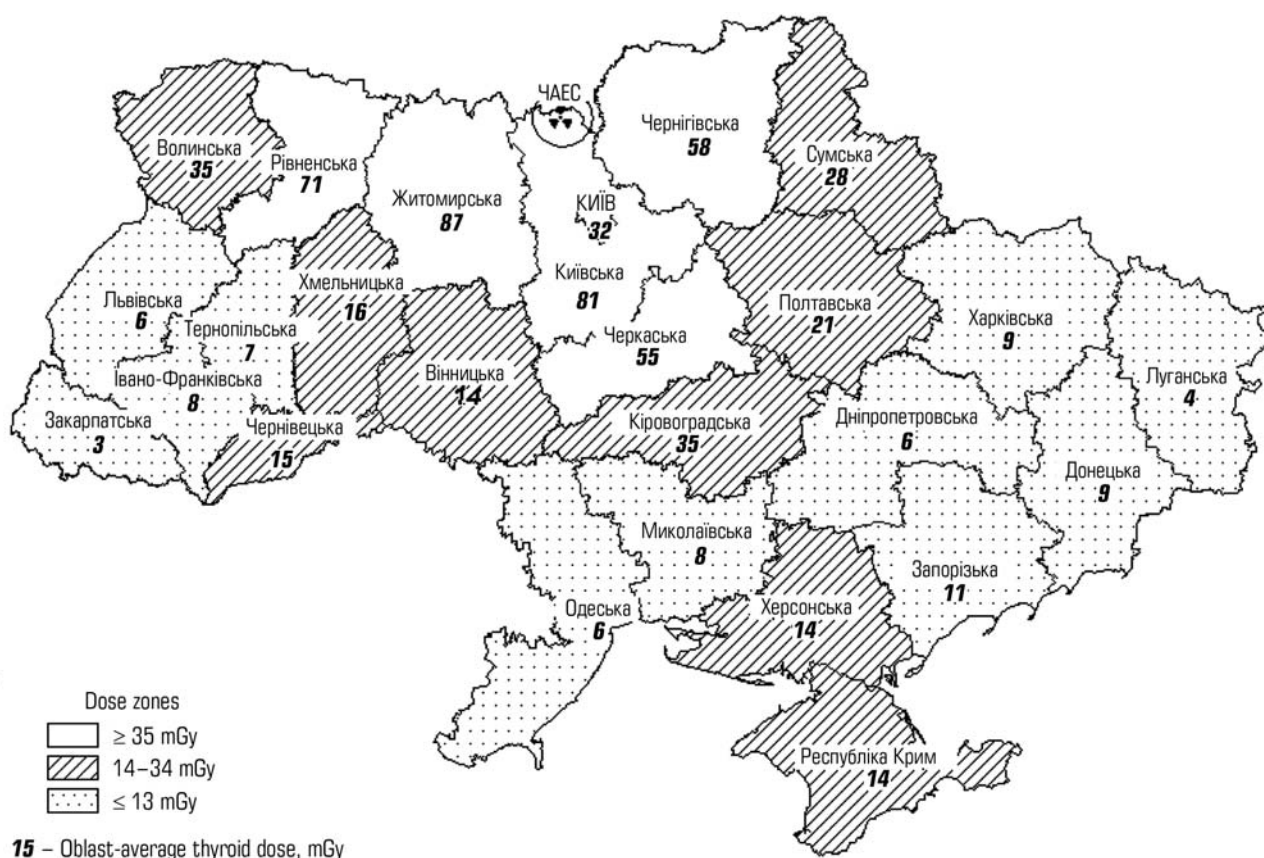 ЧАЕС
Чернігівська
58
Волинська
35
Рівненська
71
Сумська
28
Житомирська
87
КИЇВ
32
Київська
81
Хмельницька
16
Львівська
6
Тернопільська
7
Полтавська
21
Харківська
9
Черкаська
55
Вінницька
14
Луганська
4
Івано-Франківська
8
Закарпатська
3
Чернівецька
15
Кіровоградська
35
Дніпропетровська
6
Донецька
9
Миколаївська
8
Запорізька
11
Одеська
6
Херсонська
14
Республіка Крим
14
Dose zones
≥ 35 mGy
14–34 mGy
≤ 13 mGy
15 – Oblast-average thyroid dose, mGy